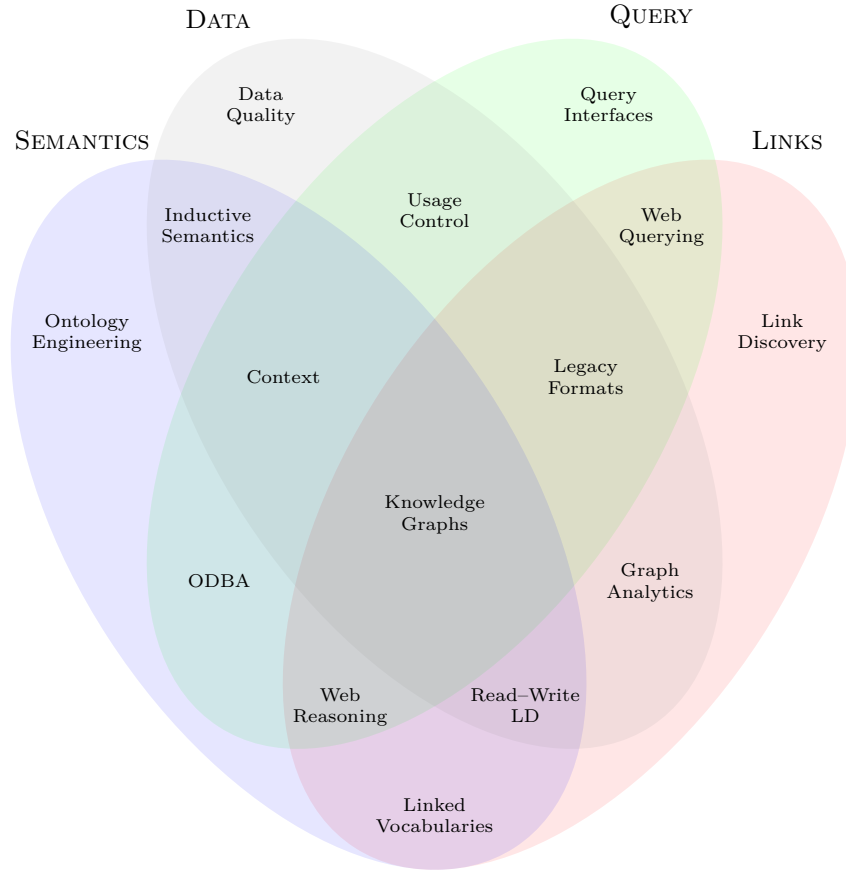 DATA
QUERY
Data
Quality
Query
Interfaces
SEMANTICS
LINKS
Inductive
Semantics
Usage
Control
Web
Querying
Ontology
Engineering
Link
Discovery
Context
Legacy
Formats
Knowledge
Graphs
ODBA
Graph
Analytics
Web
Reasoning
Read–Write
LD
Linked
Vocabularies